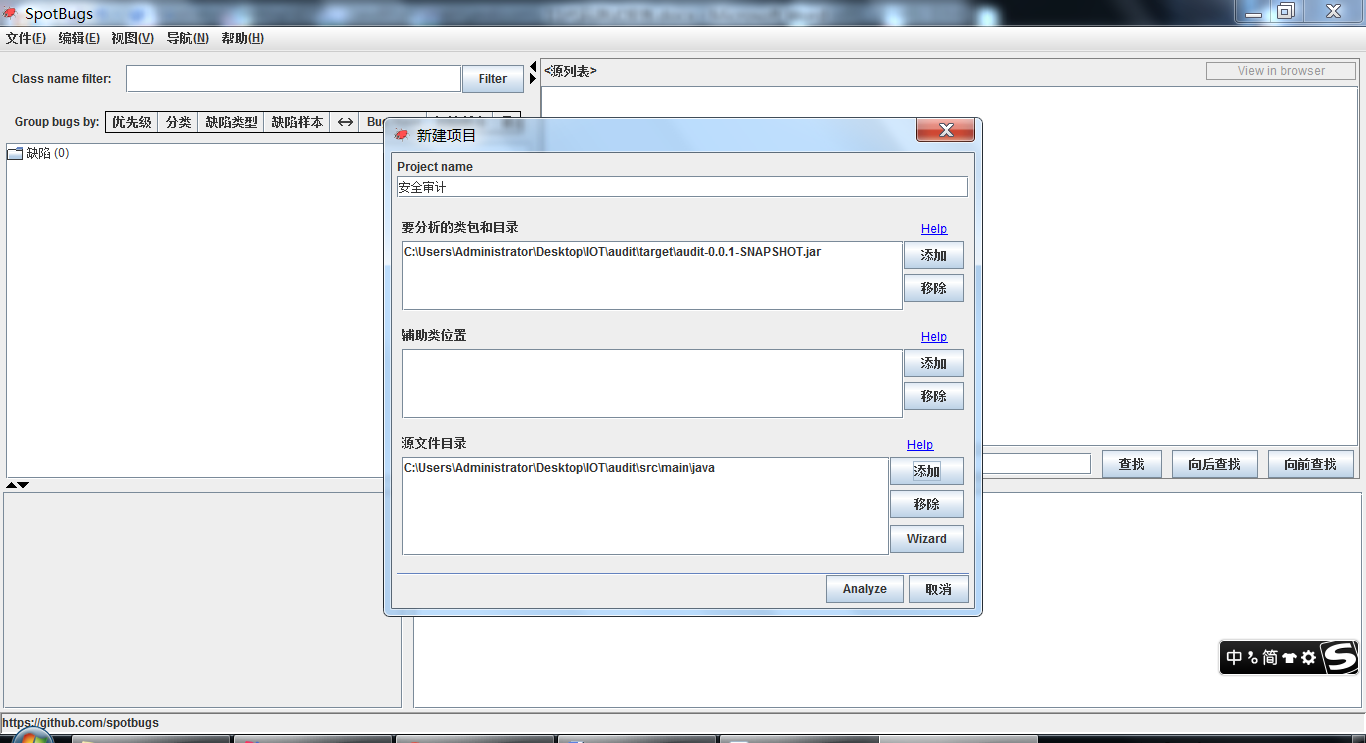 SpotBugs
文件(F) 编辑(E) 视图(V) 导航(N) 帮助(H)
Class name filter: Filter
<源列表> View in browser
Group bugs by: 优先级 分类 缺陷类型 缺陷样本
缺陷 (0)
新建项目
Project name
安全审计
要分析的类包和目录 Help
C:\Users\Administrator\Desktop\IOT\audit\target\audit-0.0.1-SNAPSHOT.jar 添加
移除
辅助类位置 Help
添加
移除
源文件目录 Help
C:\Users\Administrator\Desktop\IOT\audit\src\main\java 添加
移除
Wizard
Analyze 取消
查找 向后查找 向前查找
中 简
https://github.com/spotbugs